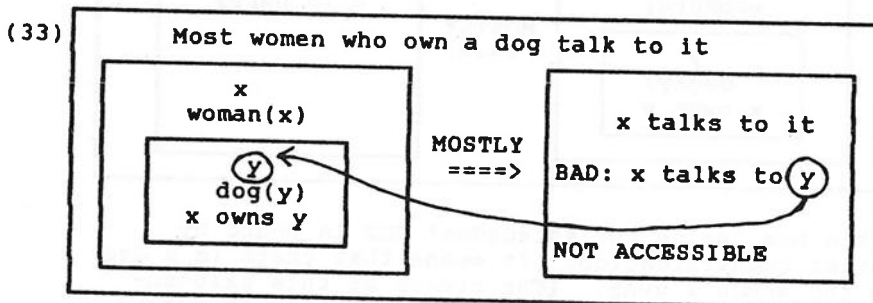 (33)
Most women who own a dog talk to it
x
woman(x)
y
dog(y)
x owns y
MOSTLY
====>
x talks to it
BAD: x talks to y
NOT ACCESSIBLE